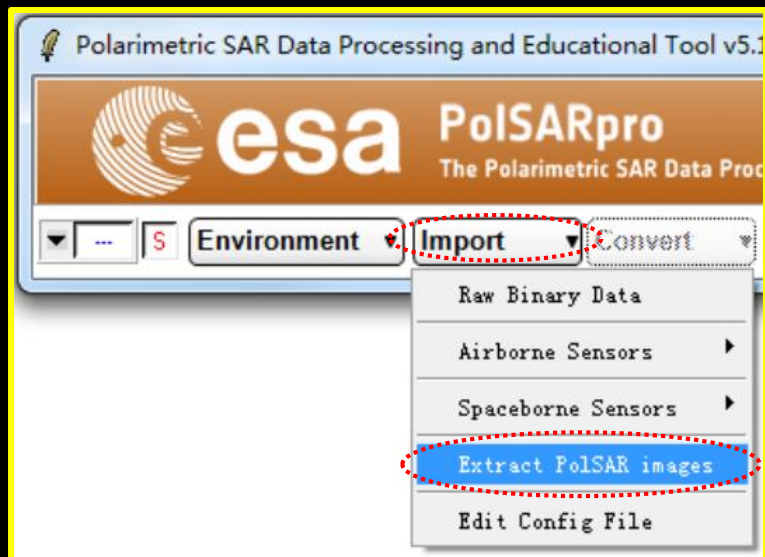 Polarimetric SAR Data Processing and Educational Tool v5.1
esa
PolSARpro
The Polarimetric SAR Data Proc
--- S Environment Import Convert
Raw Binary Data
Airborne Sensors
Spaceborne Sensors
Extract PolSAR images
Edit Config File